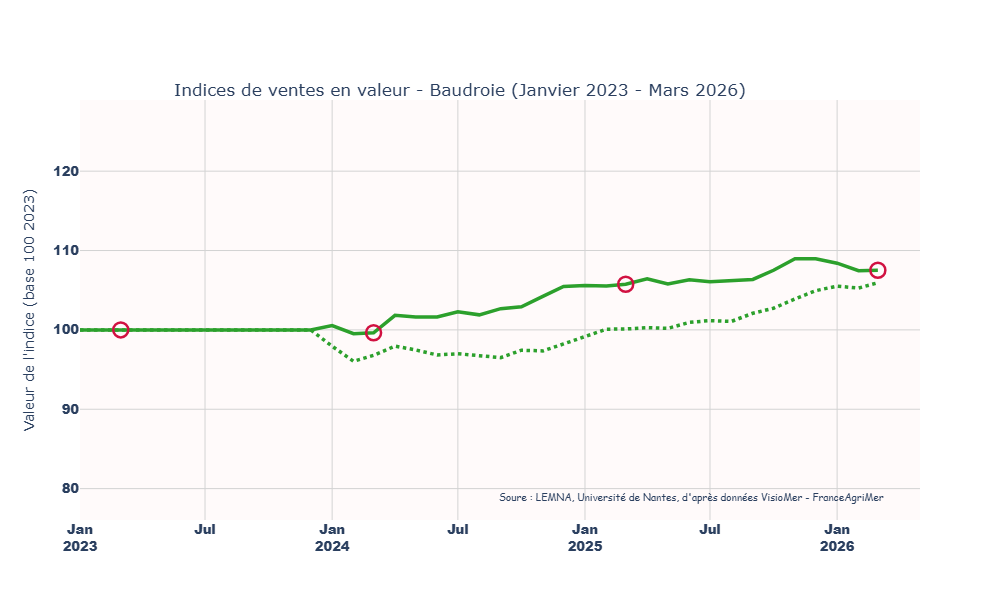 Indices de ventes en valeur - Baudroie (Janvier 2023 - Mars 2026)
Valeur de l'indice (base 100 2023)
120
110
100
90
80
Soure : LEMNA, Université de Nantes, d'après données VisioMer - FranceAgriMer
Jan
2023
Jul
Jan
2024
Jul
Jan
2025
Jul
Jan
2026